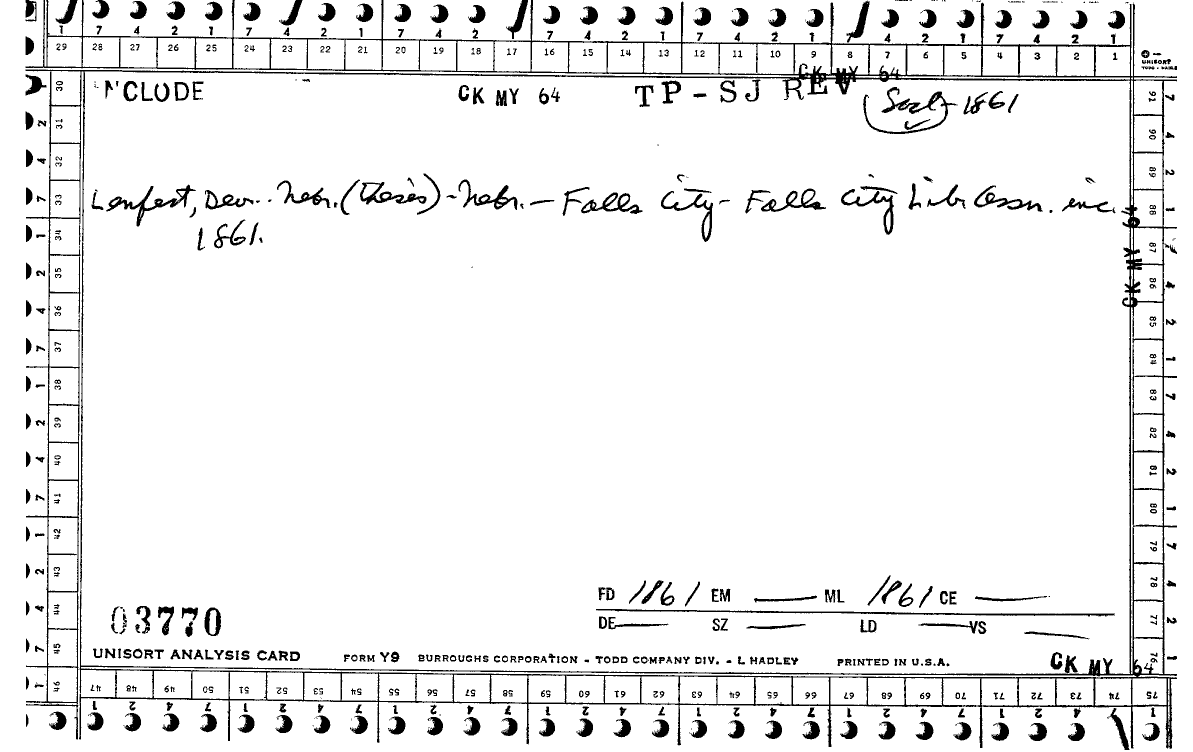 7 4 2 1 7 4 2 1 7 4 2 1 7 4 2 1 7 4 2 1 7 4 2 1 7 4 2 1
29 28 27 26 25 24 23 22 21 20 19 18 17 16 15 14 13 12 11 10 9 8 7 6 5 4 3 2 1
UNISORT
CK MY 64
CK MY 64
TP-SJ REV
1861
Lenfest, Dev. Nebr. (thesis) - Nebr. - Falls City - Falls City Libr Assn. inc.
1861.
CK MY 64
30 31 32 33 34 35 36 37 38 39 40 41 42 43 44 45 46
91 90 89 88 87 86 85 84 83 82 81 80 79 78 77 76
FD 1861 EM — ML 1861 CE —
DE — SZ — LD — VS —
03770
UNISORT ANALYSIS CARD FORM Y9 BURROUGHS CORPORATION - TODD COMPANY DIV. - L HADLEY PRINTED IN U.S.A.
CK MY 64
47 48 49 50 51 52 53 54 55 56 57 58 59 60 61 62 63 64 65 66 67 68 69 70 71 72 73 74 75
1 2 4 7 1 2 4 7 1 2 4 7 1 2 4 7 1 2 4 7 1 2 4 7 1 2 4 7 1